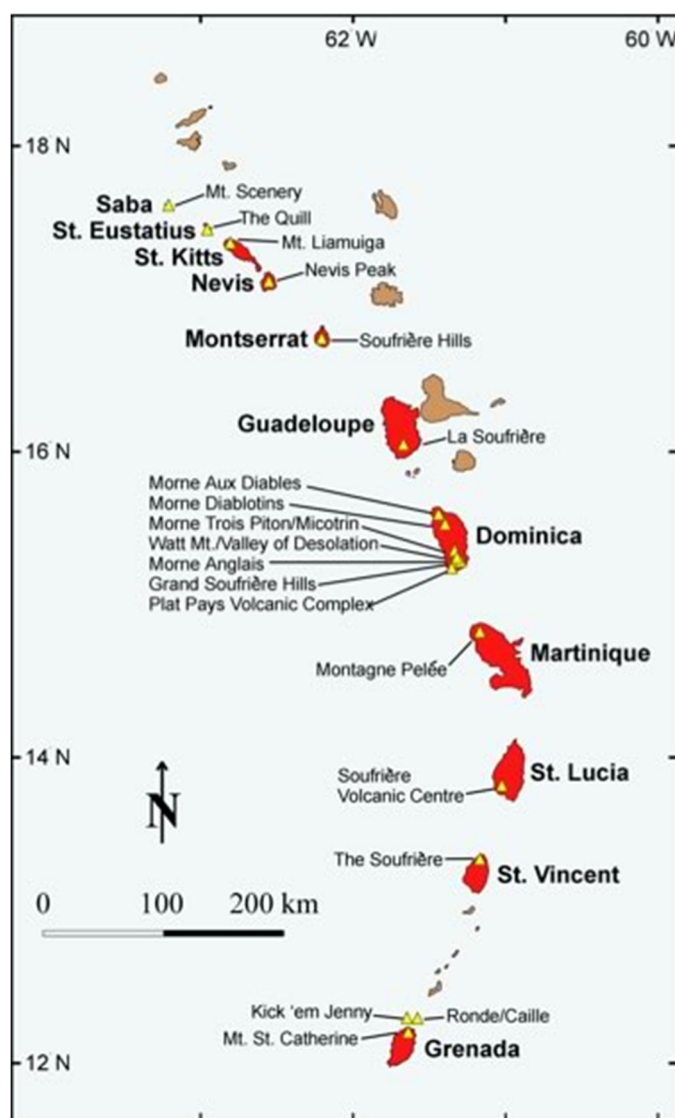 62 W
60 W
18 N
Mt. Scenery
Saba
The Quill
St. Eustatius
Mt. Liamuiga
St. Kitts
Nevis Peak
Nevis
Montserrat
Soufrière Hills
Guadeloupe
La Soufrière
16 N
Morne Aux Diables
Morne Diablotins
Morne Trois Piton/Micotrin
Dominica
Watt Mt./Valley of Desolation
Morne Anglais
Grand Soufrière Hills
Plat Pays Volcanic Complex
Martinique
Montagne Pelée
14 N
Soufrière
Volcanic Centre
St. Lucia
N
The Soufrière
St. Vincent
0 100 200 km
Kick 'em Jenny
Ronde/Caille
Mt. St. Catherine
Grenada
12 N